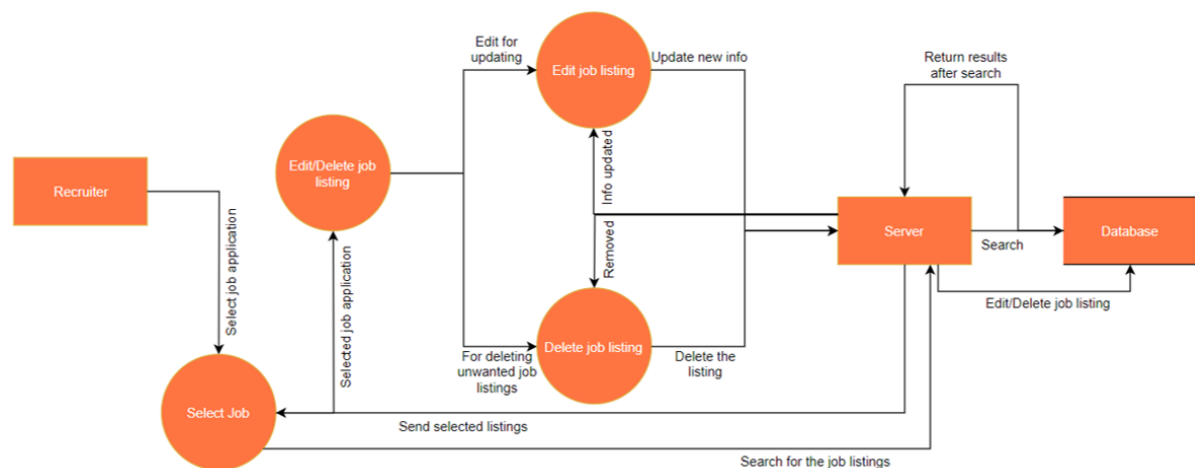 Edit for
updating
Edit job listing
Update new info
Return results
after search
Edit/Delete job
listing
Recruiter
Info updated
Select job application
Selected job application
Removed
Server
Search
Database
Edit/Delete job listing
For deleting
unwanted job
listings
Delete job listing
Delete the
listing
Select Job
Send selected listings
Search for the job listings